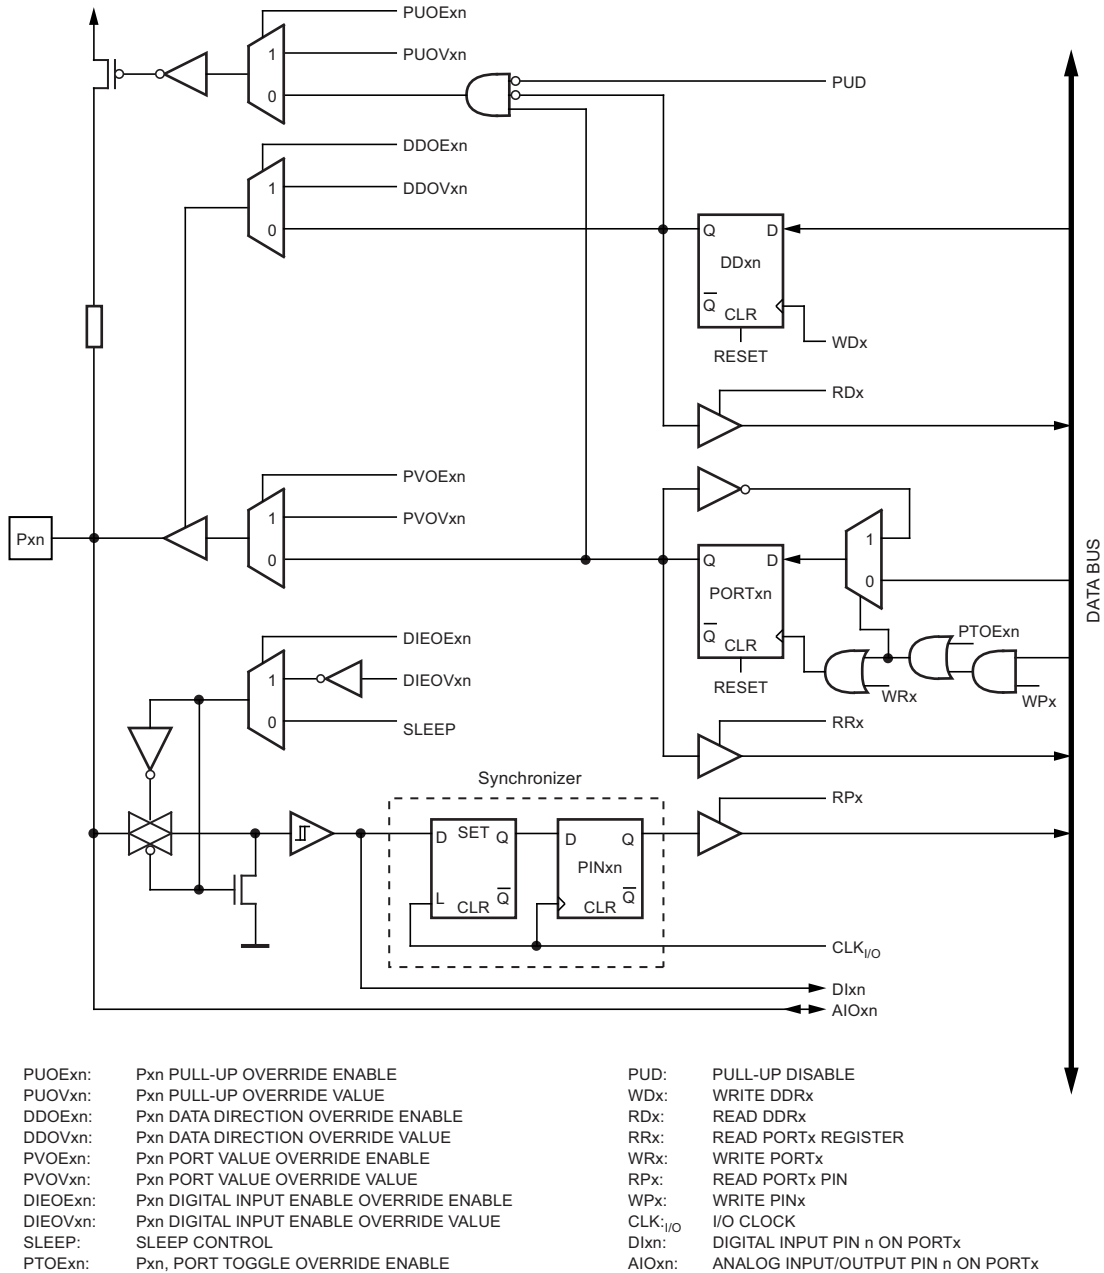 PUOExn
1
PUOVxn
0
PUD
DDOExn
1
DDOVxn
0
Q D
DDxn
Q
CLR
WDx
RESET
RDx
PVOExn
1
PVOVxn
Pxn
0
1
0
Q D
PORTxn
Q
CLR
PTOExn
DATA BUS
DIEOExn
1
DIEOVxn
0
SLEEP
RESET
WRx
WPx
RRx
Synchronizer
RPx
D SET Q
D Q
PINxn
L
CLR Q
CLR Q
CLKI/O
DIxn
AIOxn
PUOExn: Pxn PULL-UP OVERRIDE ENABLE
PUOVxn: Pxn PULL-UP OVERRIDE VALUE
DDOExn: Pxn DATA DIRECTION OVERRIDE ENABLE
DDOVxn: Pxn DATA DIRECTION OVERRIDE VALUE
PVOExn: Pxn PORT VALUE OVERRIDE ENABLE
PVOVxn: Pxn PORT VALUE OVERRIDE VALUE
DIEOExn: Pxn DIGITAL INPUT ENABLE OVERRIDE ENABLE
DIEOVxn: Pxn DIGITAL INPUT ENABLE OVERRIDE VALUE
SLEEP: SLEEP CONTROL
PTOExn: Pxn, PORT TOGGLE OVERRIDE ENABLE
PUD: PULL-UP DISABLE
WDx: WRITE DDRx
RDx: READ DDRx
RRx: READ PORTx REGISTER
WRx: WRITE PORTx
RPx: READ PORTx PIN
WPx: WRITE PINx
CLK:I/O I/O CLOCK
DIxn: DIGITAL INPUT PIN n ON PORTx
AIOxn: ANALOG INPUT/OUTPUT PIN n ON PORTx